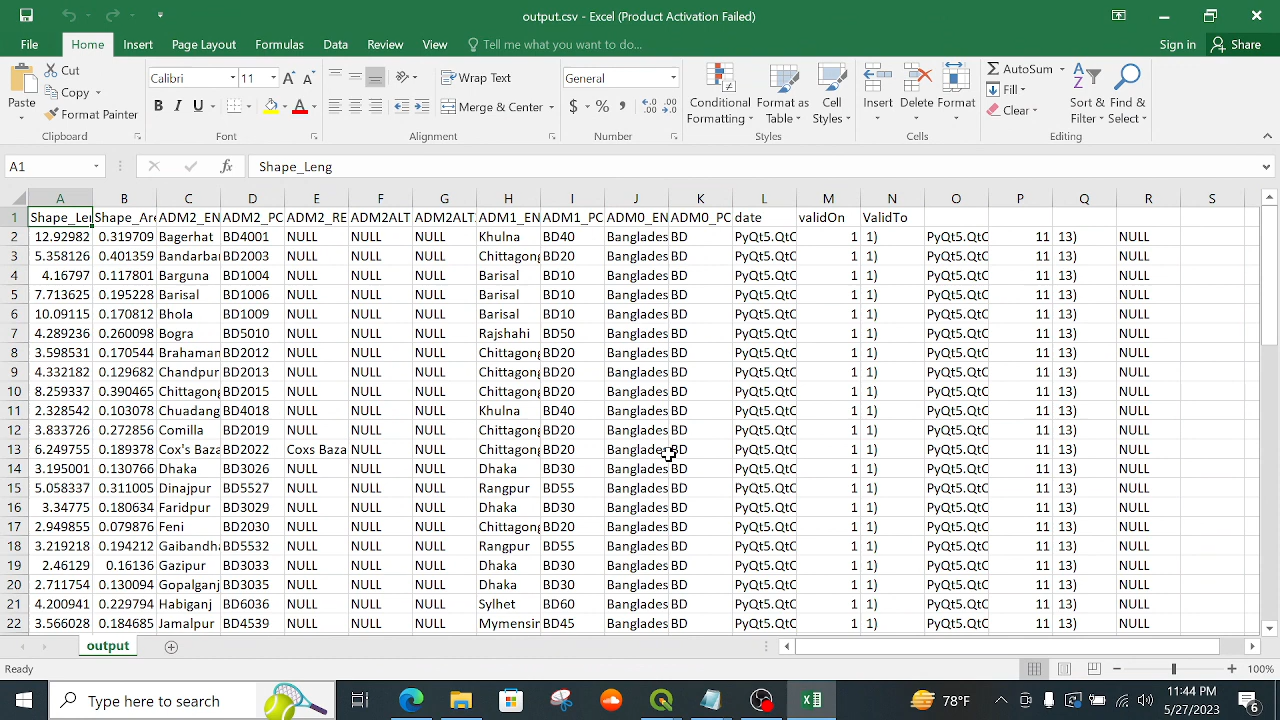 output.csv - Excel (Product Activation Failed)
File Home Insert Page Layout Formulas Data Review View Tell me what you want to do... Sign in Share
Paste Cut Copy Format Painter Clipboard
Calibri 11 B I U A Font
Wrap Text Merge & Center Alignment
General $ % , Number
Conditional Formatting Format as Table Cell Styles Styles
Insert Delete Format Cells
AutoSum Fill Clear Sort & Filter Find & Select Editing
A1 fx Shape_Leng
A B C D E F G H I J K L M N O P Q R S
1 Shape_Len Shape_Are ADM2_EN ADM2_PC ADM2_RE ADM2ALT ADM2ALT ADM1_EN ADM1_PC ADM0_EN ADM0_PC date validOn ValidTo
2 12.92982 0.319709 Bagerhat BD4001 NULL NULL NULL Khulna BD40 Banglades BD PyQt5.QtC 1 1) PyQt5.QtC 11 13) NULL
3 5.358126 0.401359 Bandarbar BD2003 NULL NULL NULL Chittagong BD20 Banglades BD PyQt5.QtC 1 1) PyQt5.QtC 11 13) NULL
4 4.16797 0.117801 Barguna BD1004 NULL NULL NULL Barisal BD10 Banglades BD PyQt5.QtC 1 1) PyQt5.QtC 11 13) NULL
5 7.713625 0.195228 Barisal BD1006 NULL NULL NULL Barisal BD10 Banglades BD PyQt5.QtC 1 1) PyQt5.QtC 11 13) NULL
6 10.09115 0.170812 Bhola BD1009 NULL NULL NULL Barisal BD10 Banglades BD PyQt5.QtC 1 1) PyQt5.QtC 11 13) NULL
7 4.289236 0.260098 Bogra BD5010 NULL NULL NULL Rajshahi BD50 Banglades BD PyQt5.QtC 1 1) PyQt5.QtC 11 13) NULL
8 3.598531 0.170544 Brahaman BD2012 NULL NULL NULL Chittagong BD20 Banglades BD PyQt5.QtC 1 1) PyQt5.QtC 11 13) NULL
9 4.332182 0.129682 Chandpur BD2013 NULL NULL NULL Chittagong BD20 Banglades BD PyQt5.QtC 1 1) PyQt5.QtC 11 13) NULL
10 8.259337 0.390465 Chittagong BD2015 NULL NULL NULL Chittagong BD20 Banglades BD PyQt5.QtC 1 1) PyQt5.QtC 11 13) NULL
11 2.328542 0.103078 Chuadang BD4018 NULL NULL NULL Khulna BD40 Banglades BD PyQt5.QtC 1 1) PyQt5.QtC 11 13) NULL
12 3.833726 0.272856 Comilla BD2019 NULL NULL NULL Chittagong BD20 Banglades BD PyQt5.QtC 1 1) PyQt5.QtC 11 13) NULL
13 6.249755 0.189378 Cox's Baza BD2022 Coxs Baza NULL NULL Chittagong BD20 Banglades BD PyQt5.QtC 1 1) PyQt5.QtC 11 13) NULL
14 3.195001 0.130766 Dhaka BD3026 NULL NULL NULL Dhaka BD30 Banglades BD PyQt5.QtC 1 1) PyQt5.QtC 11 13) NULL
15 5.058337 0.311005 Dinajpur BD5527 NULL NULL NULL Rangpur BD55 Banglades BD PyQt5.QtC 1 1) PyQt5.QtC 11 13) NULL
16 3.34775 0.180634 Faridpur BD3029 NULL NULL NULL Dhaka BD30 Banglades BD PyQt5.QtC 1 1) PyQt5.QtC 11 13) NULL
17 2.949855 0.079876 Feni BD2030 NULL NULL NULL Chittagong BD20 Banglades BD PyQt5.QtC 1 1) PyQt5.QtC 11 13) NULL
18 3.219218 0.194212 Gaibandha BD5532 NULL NULL NULL Rangpur BD55 Banglades BD PyQt5.QtC 1 1) PyQt5.QtC 11 13) NULL
19 2.46129 0.16136 Gazipur BD3033 NULL NULL NULL Dhaka BD30 Banglades BD PyQt5.QtC 1 1) PyQt5.QtC 11 13) NULL
20 2.711754 0.130094 Gopalganj BD3035 NULL NULL NULL Dhaka BD30 Banglades BD PyQt5.QtC 1 1) PyQt5.QtC 11 13) NULL
21 4.200941 0.229794 Habiganj BD6036 NULL NULL NULL Sylhet BD60 Banglades BD PyQt5.QtC 1 1) PyQt5.QtC 11 13) NULL
22 3.566028 0.184685 Jamalpur BD4539 NULL NULL NULL Mymensin BD45 Banglades BD PyQt5.QtC 1 1) PyQt5.QtC 11 13) NULL
output
Ready 100%
Type here to search 78°F 11:44 PM
5/27/2023 6